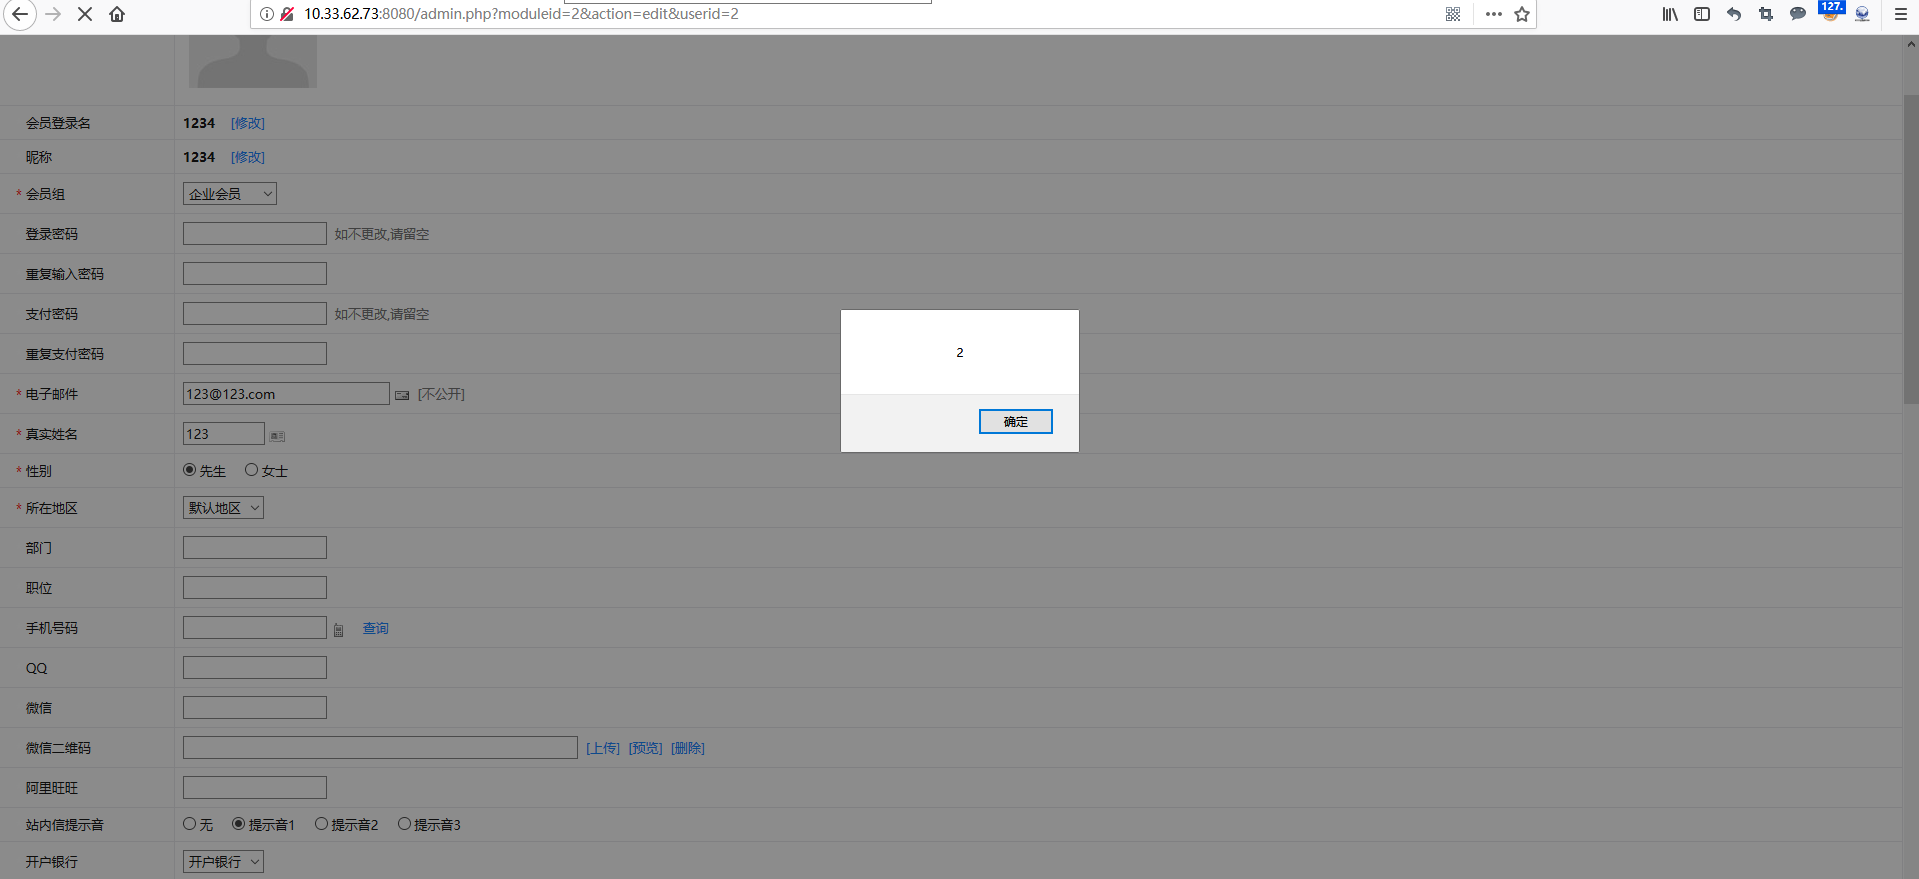 10.33.62.73:8080/admin.php?moduleid=2&action=edit&userid=2
127.
会员登录名 1234 [修改]
昵称 1234 [修改]
* 会员组 企业会员
登录密码 如不更改,请留空
重复输入密码
支付密码 如不更改,请留空
重复支付密码
2
确定
* 电子邮件 123@123.com [不公开]
* 真实姓名 123
* 性别 先生 女士
* 所在地区 默认地区
部门
职位
手机号码 查询
QQ
微信
微信二维码 [上传] [预览] [删除]
阿里旺旺
站内信提示音 无 提示音1 提示音2 提示音3
开户银行 开户银行